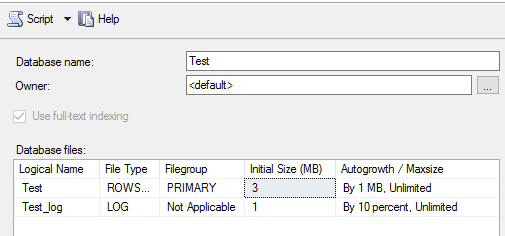 Script Help
Database name: Test
Owner: <default> ...
Use full-text indexing
Database files:
Logical Name File Type Filegroup Initial Size (MB) Autogrowth / Maxsize
Test ROWS... PRIMARY 3 By 1 MB, Unlimited
Test_log LOG Not Applicable 1 By 10 percent, Unlimited